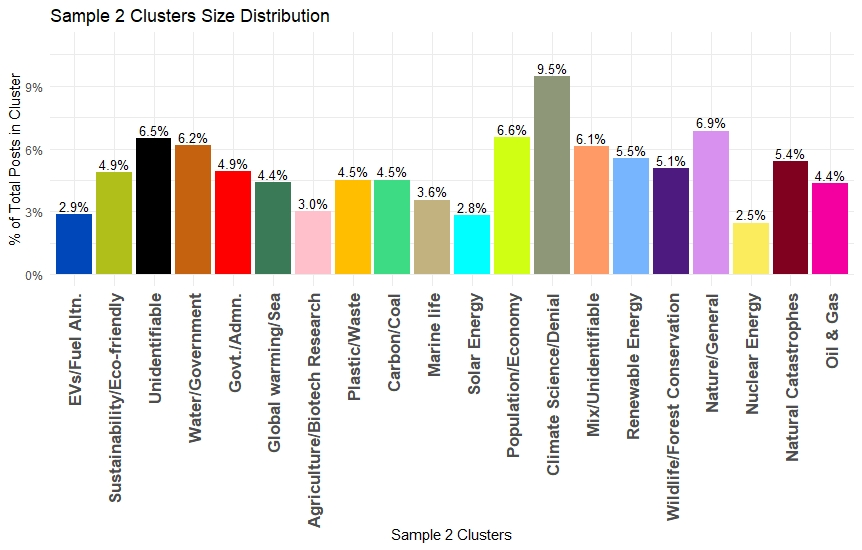 Sample 2 Clusters Size Distribution
% of Total Posts in Cluster
9%
6%
3%
0%
2.9%
4.9%
6.5%
6.2%
4.9%
4.4%
3.0%
4.5%
4.5%
3.6%
2.8%
6.6%
9.5%
6.1%
5.5%
5.1%
6.9%
2.5%
5.4%
4.4%
EVs/Fuel Altn.
Sustainability/Eco-friendly
Unidentifiable
Water/Government
Govt./Admn.
Global warming/Sea
Agriculture/Biotech Research
Plastic/Waste
Carbon/Coal
Marine life
Solar Energy
Population/Economy
Climate Science/Denial
Mix/Unidentifiable
Renewable Energy
Wildlife/Forest Conservation
Nature/General
Nuclear Energy
Natural Catastrophes
Oil & Gas
Sample 2 Clusters